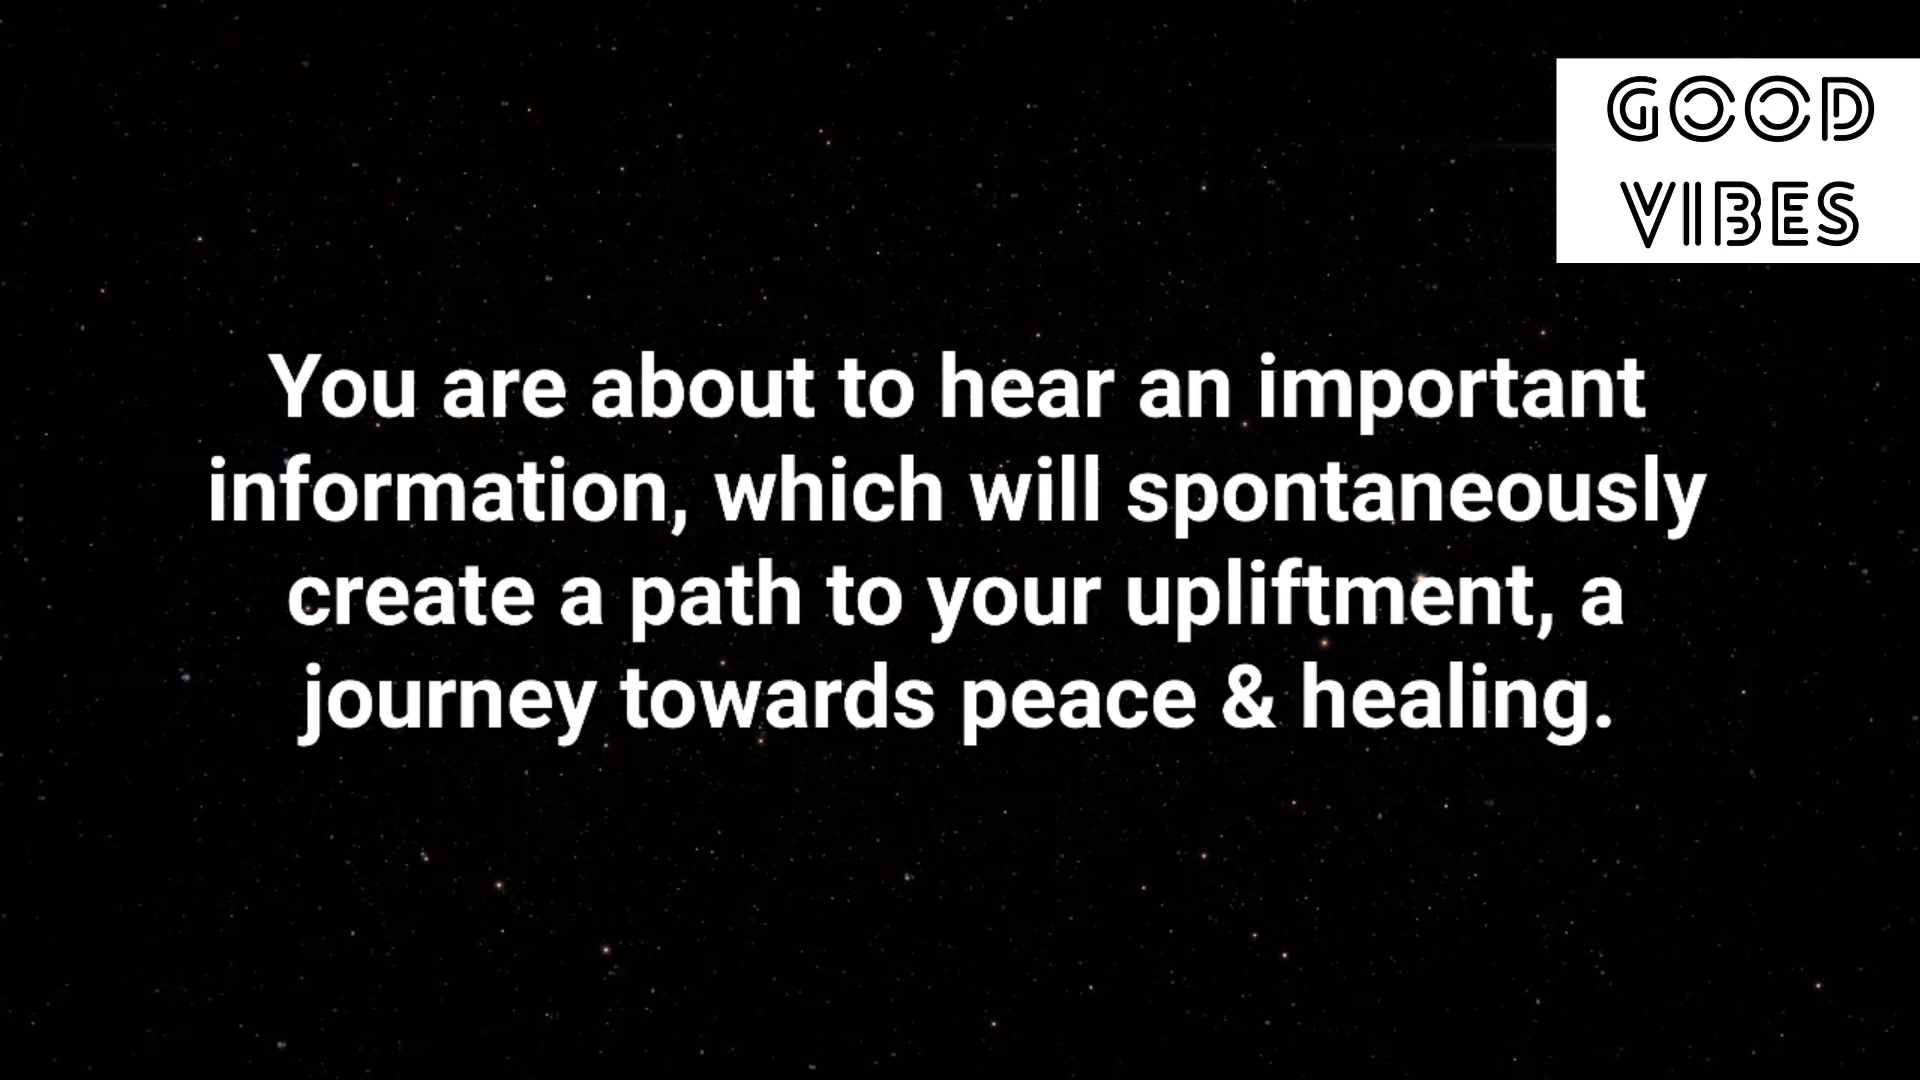 GOOD
VIBES
You are about to hear an important
information, which will spontaneously
create a path to your upliftment, a
journey towards peace & healing.